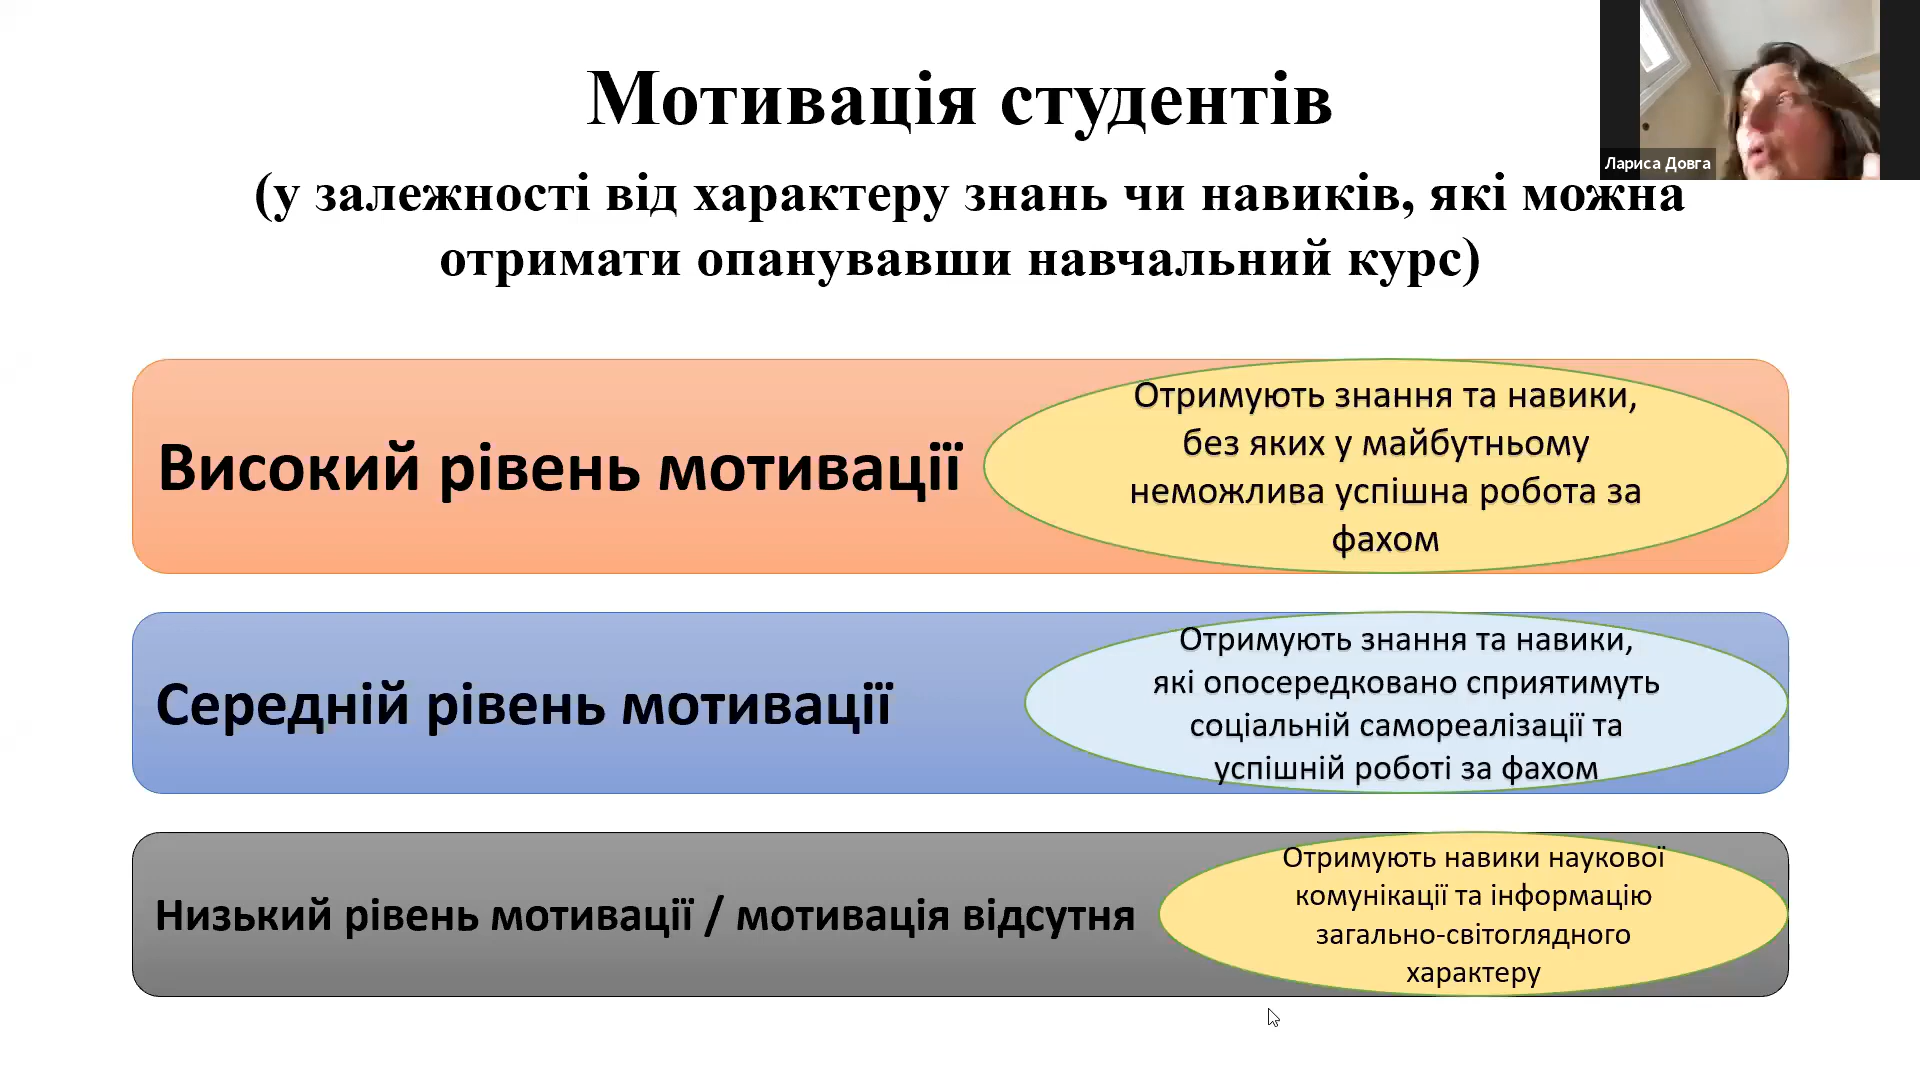 Мотивація студентів
Лариса Довга
(у залежності від характеру знань чи навиків, які можна
отримати опанувавши навчальний курс)
Високий рівень мотивації
Отримують знання та навики,
без яких у майбутньому
неможлива успішна робота за
фахом
Середній рівень мотивації
Отримують знання та навики,
які опосередковано сприятимуть
соціальній самореалізації та
успішній роботі за фахом
Низький рівень мотивації / мотивація відсутня
Отримують навики наукової
комунікації та інформацію
загально-світоглядного
характеру